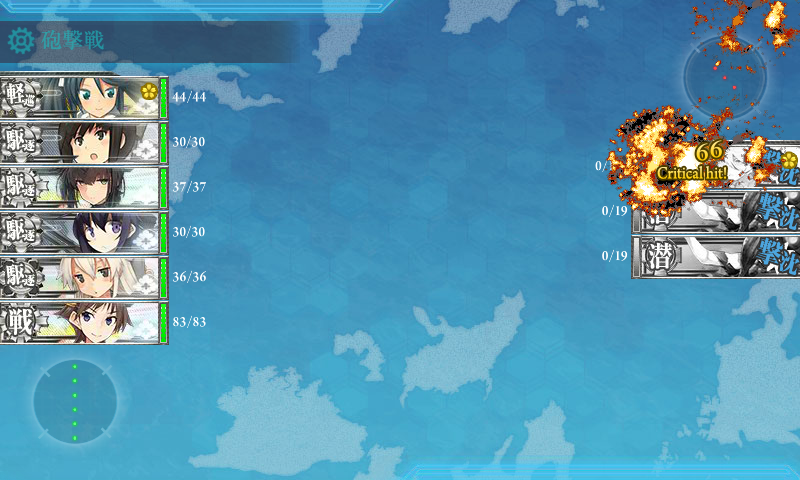 砲撃戦
軽巡 44/44
駆逐 30/30
駆逐 37/37
駆逐 30/30
駆逐 36/36
戦 83/83
66
Critical hit!
0/
0/19 潜 撃沈
0/19 潜 撃沈